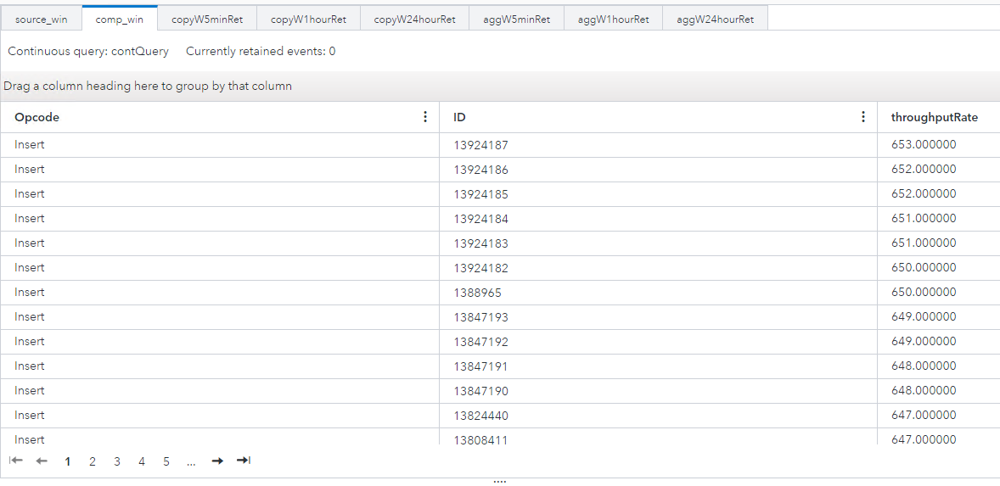 source_win comp_win copyW5minRet copyW1hourRet copyW24hourRet aggW5minRet aggW1hourRet aggW24hourRet
Continuous query: contQuery Currently retained events: 0
Drag a column heading here to group by that column
Opcode ID throughputRate
Insert 13924187 653.000000
Insert 13924186 652.000000
Insert 13924185 652.000000
Insert 13924184 651.000000
Insert 13924183 651.000000
Insert 13924182 650.000000
Insert 1388965 650.000000
Insert 13847193 649.000000
Insert 13847192 649.000000
Insert 13847191 648.000000
Insert 13847190 648.000000
Insert 13824440 647.000000
Insert 13808411 647.000000
1 2 3 4 5 ...